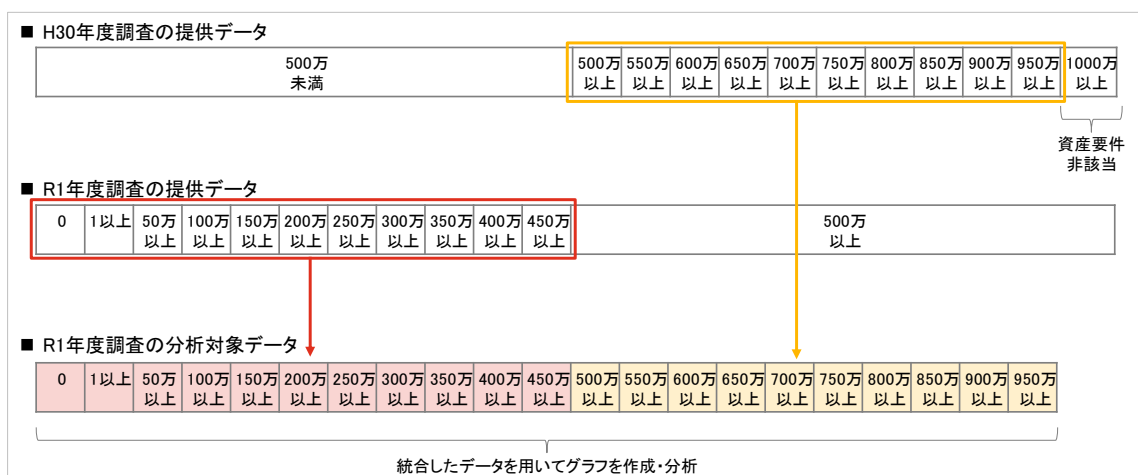 ■ H30年度調査の提供データ
500万
未満
500万
以上
550万
以上
600万
以上
650万
以上
700万
以上
750万
以上
800万
以上
850万
以上
900万
以上
950万
以上
1000万
以上
資産要件
非該当
■ R1年度調査の提供データ
0
1以上
50万
以上
100万
以上
150万
以上
200万
以上
250万
以上
300万
以上
350万
以上
400万
以上
450万
以上
500万
以上
■ R1年度調査の分析対象データ
0
1以上
50万
以上
100万
以上
150万
以上
200万
以上
250万
以上
300万
以上
350万
以上
400万
以上
450万
以上
500万
以上
550万
以上
600万
以上
650万
以上
700万
以上
750万
以上
800万
以上
850万
以上
900万
以上
950万
以上
統合したデータを用いてグラフを作成・分析